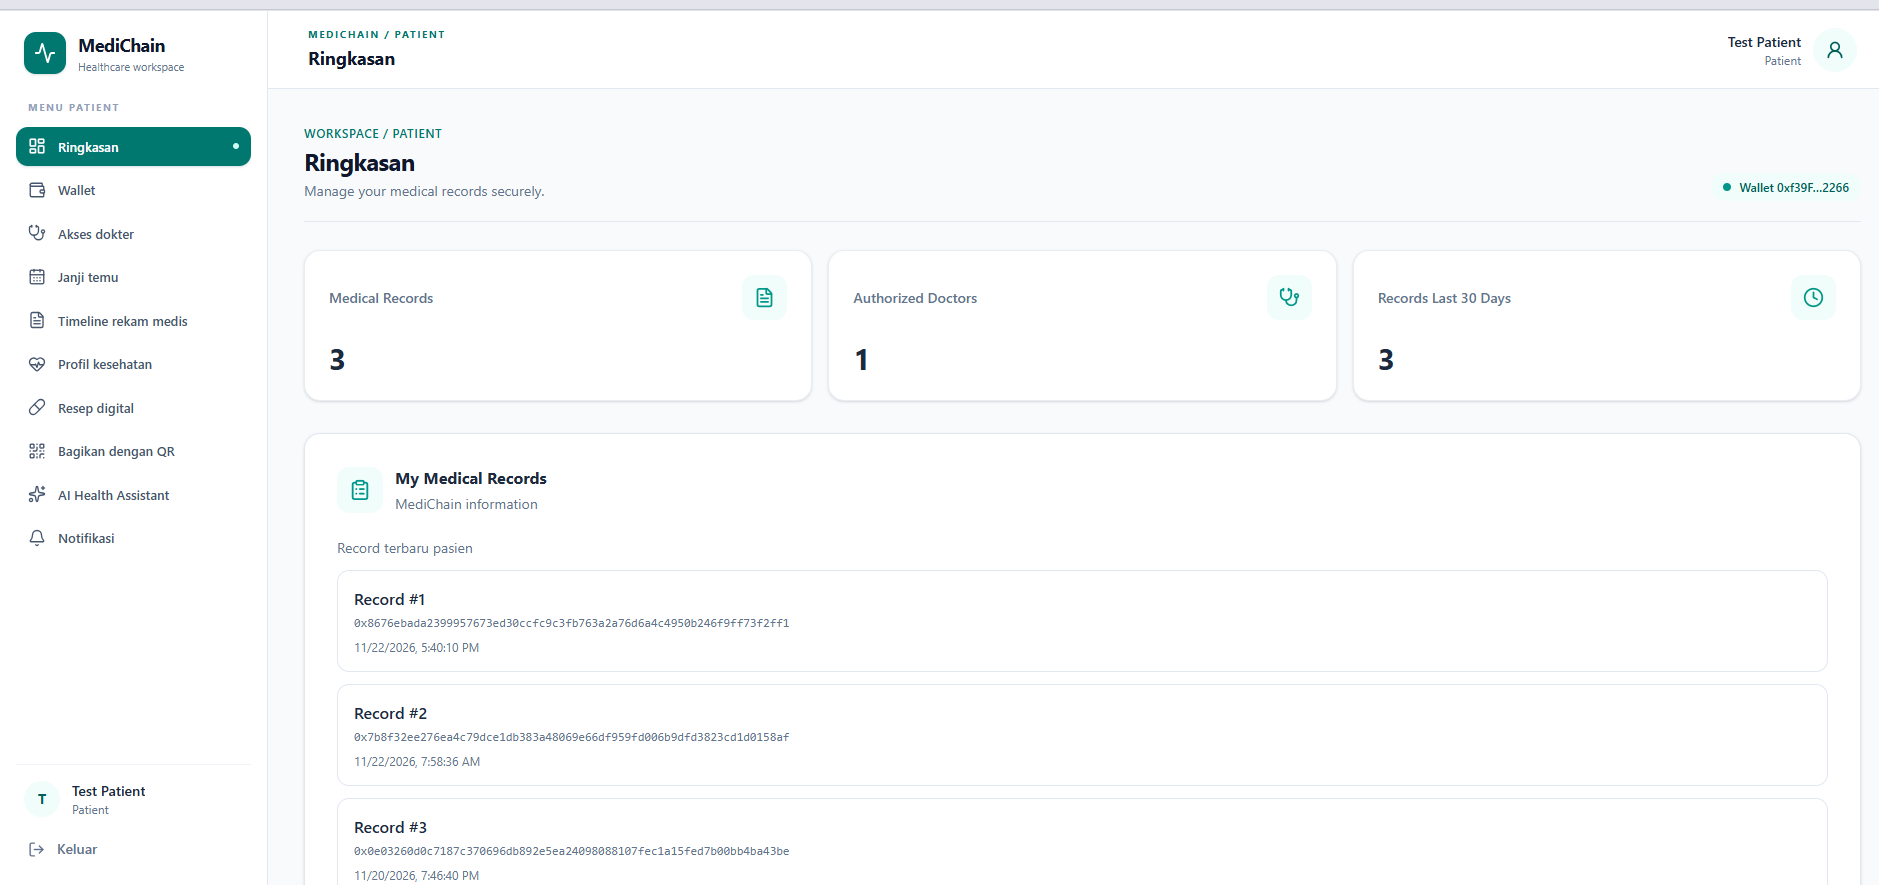 MediChain
Healthcare workspace
MENU PATIENT
Ringkasan
Wallet
Akses dokter
Janji temu
Timeline rekam medis
Profil kesehatan
Resep digital
Bagikan dengan QR
AI Health Assistant
Notifikasi
T
Test Patient
Patient
Keluar
MEDICHAIN / PATIENT
Ringkasan
Test Patient
Patient
WORKSPACE / PATIENT
Ringkasan
Manage your medical records securely.
Wallet 0xf39F...2266
Medical Records
3
Authorized Doctors
1
Records Last 30 Days
3
My Medical Records
MediChain information
Record terbaru pasien
Record #1
0x8676ebada2399957673ed30ccfc9c3fb763a2a76d6a4c4950b246f9ff73f2ff1
11/22/2026, 5:40:10 PM
Record #2
0x7b8f32ee276ea4c79dce1db383a48069e66df959fd006b9dfd3823cd1d0158af
11/22/2026, 7:58:36 AM
Record #3
0x0e03260d0c7187c370696db892e5ea24098088107fec1a15fed7b00bb4ba43be
11/20/2026, 7:46:40 PM